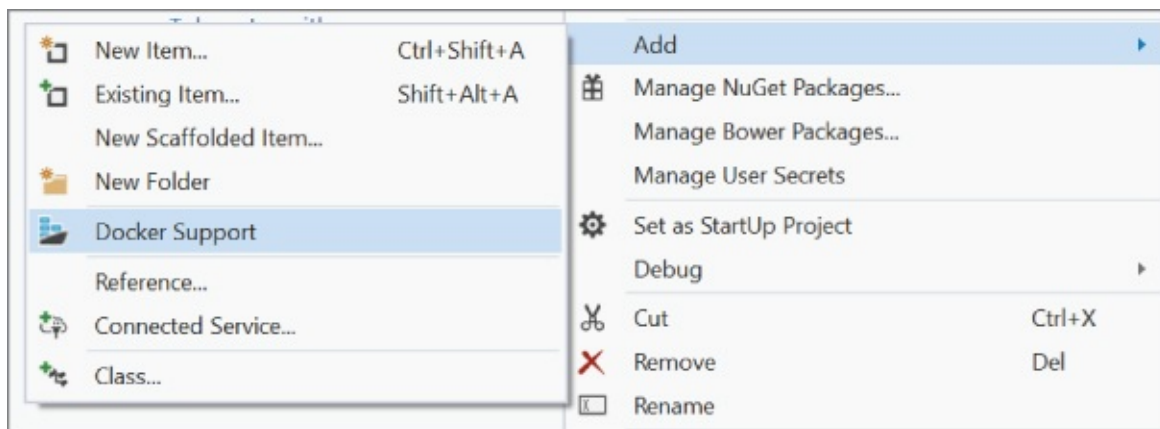 New Item... Ctrl+Shift+A
Existing Item... Shift+Alt+A
New Scaffolded Item...
New Folder
Docker Support
Reference...
Connected Service...
Class...
Add
Manage NuGet Packages...
Manage Bower Packages...
Manage User Secrets
Set as StartUp Project
Debug
Cut Ctrl+X
Remove Del
Rename